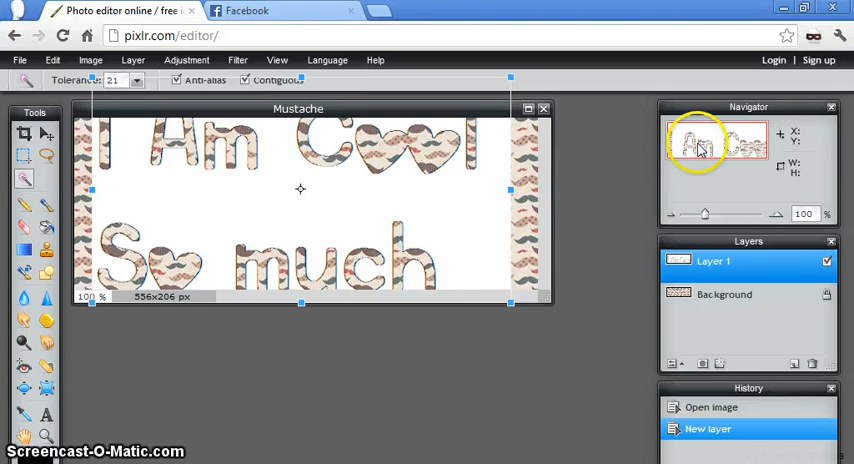 Photo editor online / free i
Facebook
pixlr.com/editor/
File Edit Image Layer Adjustment Filter View Language Help
Login | Sign up
Tolerance: 21 Anti-alias Contiguous
Tools
Mustache
Navigator
I Am Cool
So much
Am Coo
X:
Y:
W:
H:
100 %
Layers
Layer 1
Background
100 % 556x206 px
History
Open image
New layer
Screencast-O-Matic.com